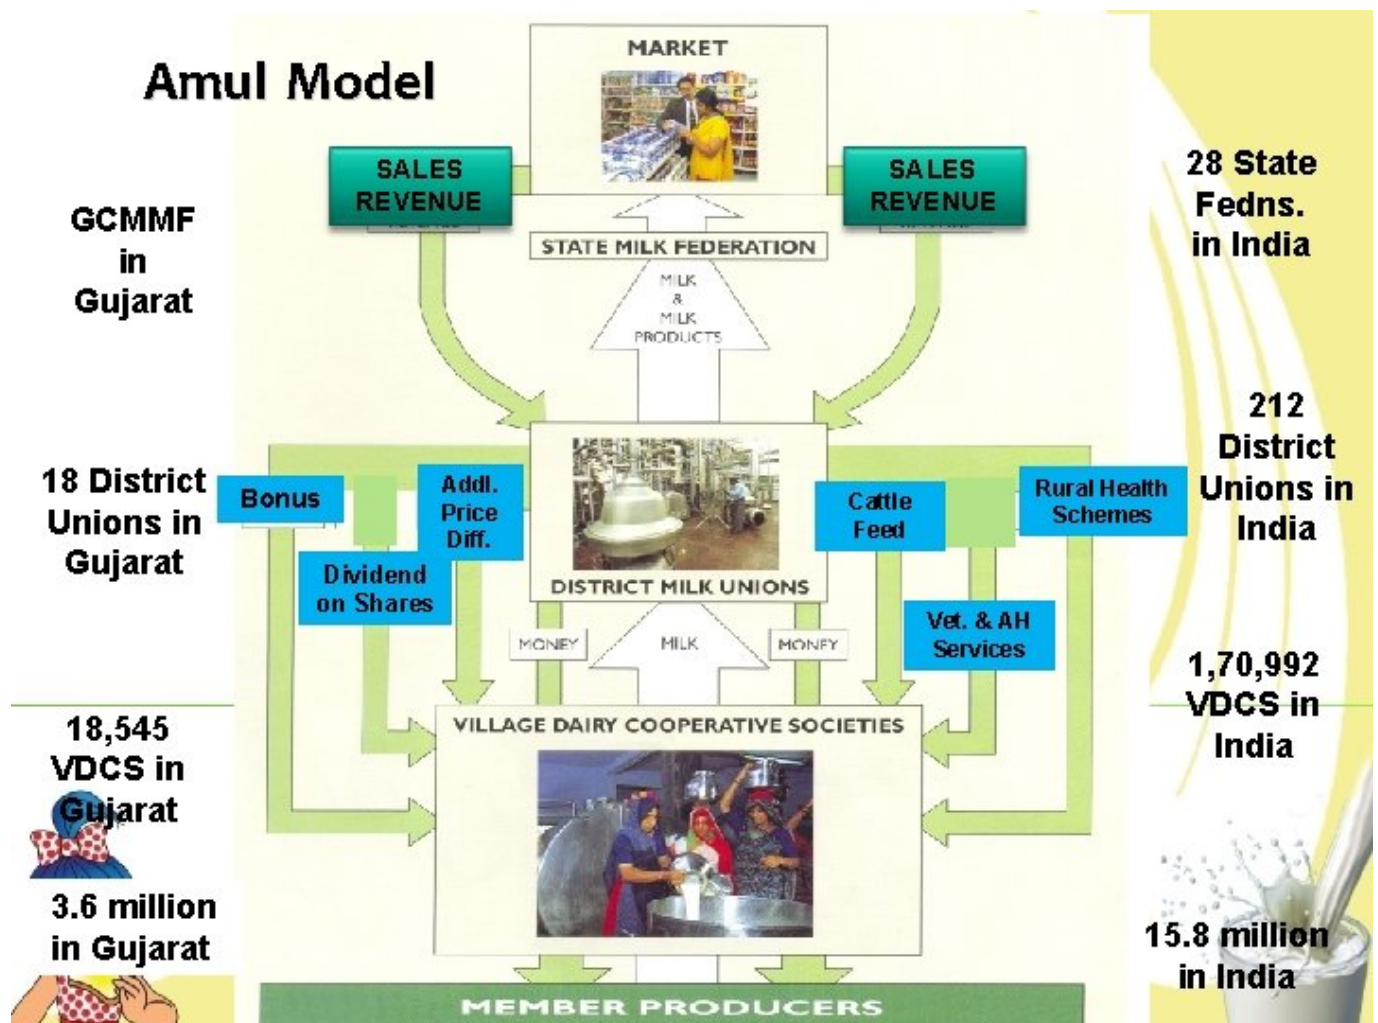 Amul Model
MARKET
SALES
REVENUE
SALES
REVENUE
28 State
Fedns.
in India
GCMMF
in
Gujarat
STATE MILK FEDERATION
MILK
&
MILK
PRODUCTS
212
District
Unions in
India
18 District
Unions in
Gujarat
Bonus
Addl.
Price
Diff.
Dividend
on Shares
Cattle
Feed
Rural Health
Schemes
DISTRICT MILK UNIONS
Vet. & AH
Services
MONEY
MILK
MONEY
1,70,992
VDCS in
India
18,545
VDCS in
Gujarat
VILLAGE DAIRY COOPERATIVE SOCIETIES
3.6 million
in Gujarat
15.8 million
in India
MEMBER PRODUCERS